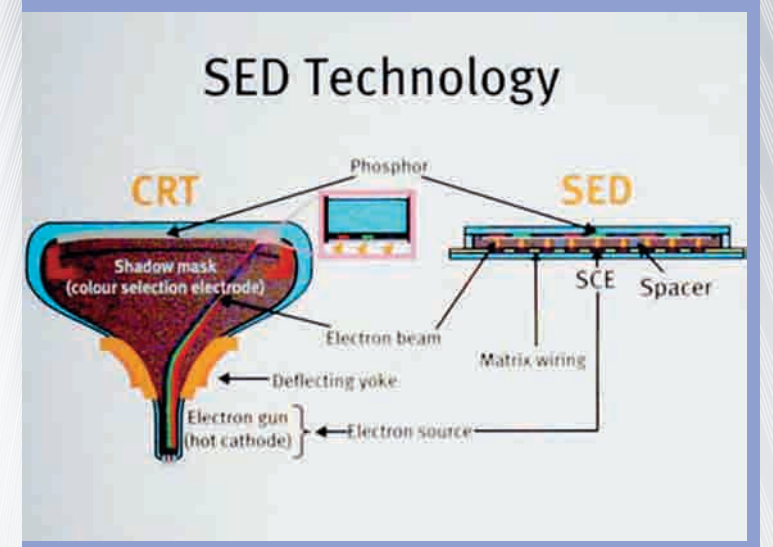 SED Technology
Phosphor
CRT
SED
Shadow mask
(colour selection electrode)
SCE
Spacer
Electron beam
Matrix wiring
Deflecting yoke
Electron gun
(hot cathode)
Electron source